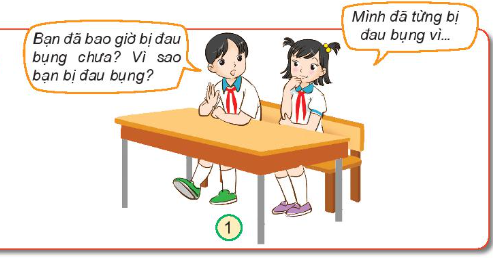 Bạn đã bao giờ bị đau
bụng chưa? Vì sao
bạn bị đau bụng?
Mình đã từng bị
đau bụng vì...
1